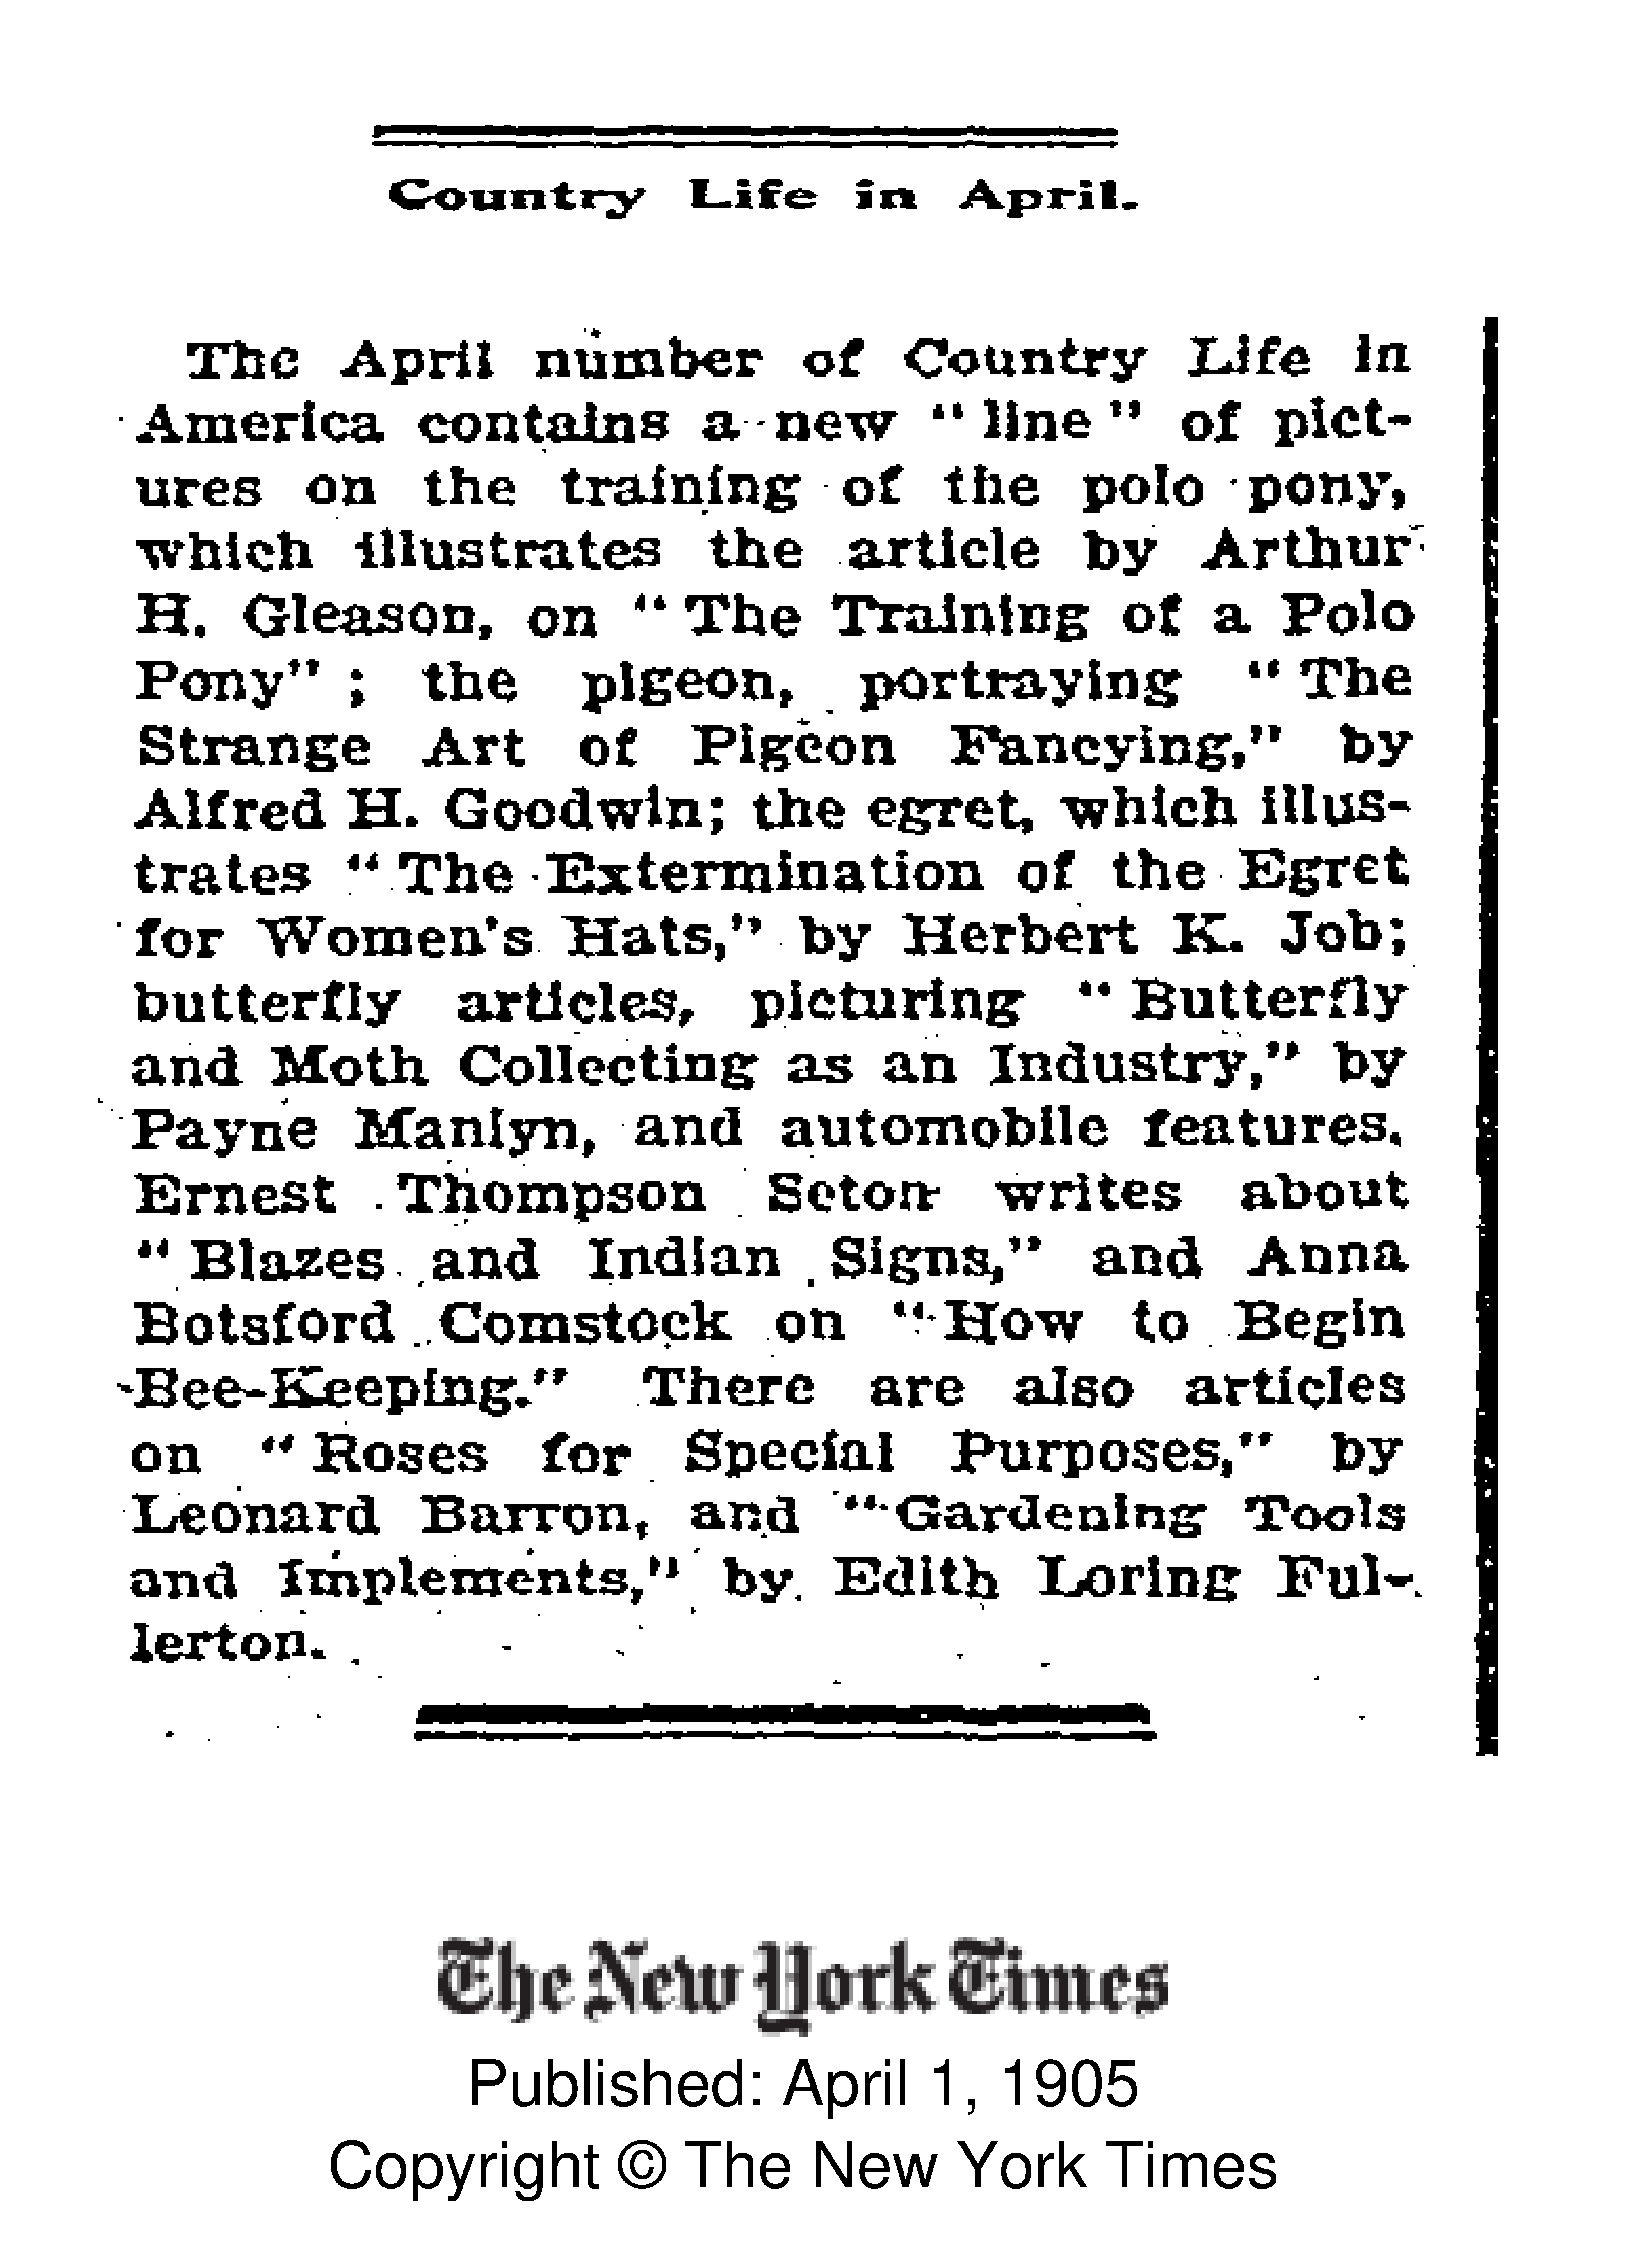 Country Life in April.
The April number of Country Life in
America contains a new "line" of pict-
ures on the training of the polo pony,
which illustrates the article by Arthur
H. Gleason, on "The Training of a Polo
Pony"; the pigeon, portraying "The
Strange Art of Pigeon Fancying," by
Alfred H. Goodwin; the egret, which illus-
trates "The Extermination of the Egret
for Women's Hats," by Herbert K. Job;
butterfly articles, picturing "Butterfly
and Moth Collecting as an Industry," by
Payne Manlyn, and automobile features.
Ernest Thompson Seton writes about
"Blazes and Indian Signs," and Anna
Botsford Comstock on "How to Begin
Bee-Keeping." There are also articles
on "Roses for Special Purposes," by
Leonard Barron, and "Gardening Tools
and Implements," by Edith Loring Ful-
lerton.
The New York Times
Published: April 1, 1905
Copyright © The New York Times